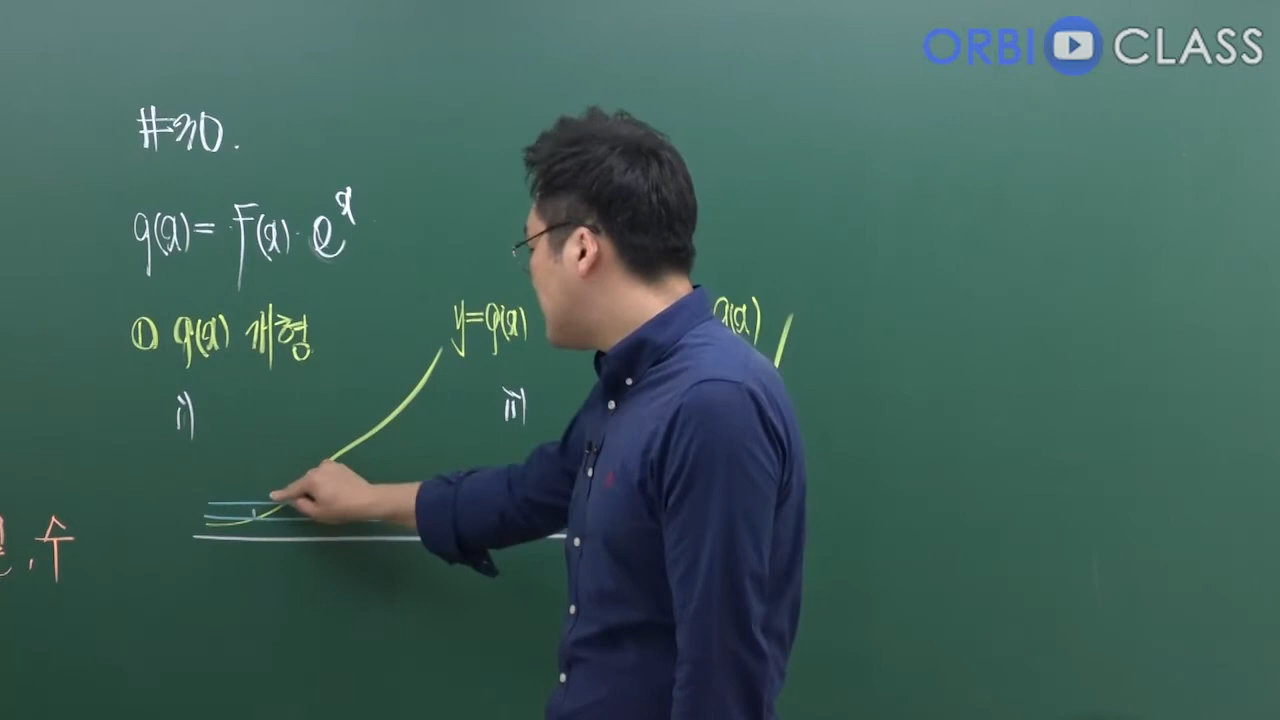 ORBI CLASS
#30.
g(x) = f(x) · e^x
① g(x) 개형
y=g(x)
g(x)
i)
ii)
수